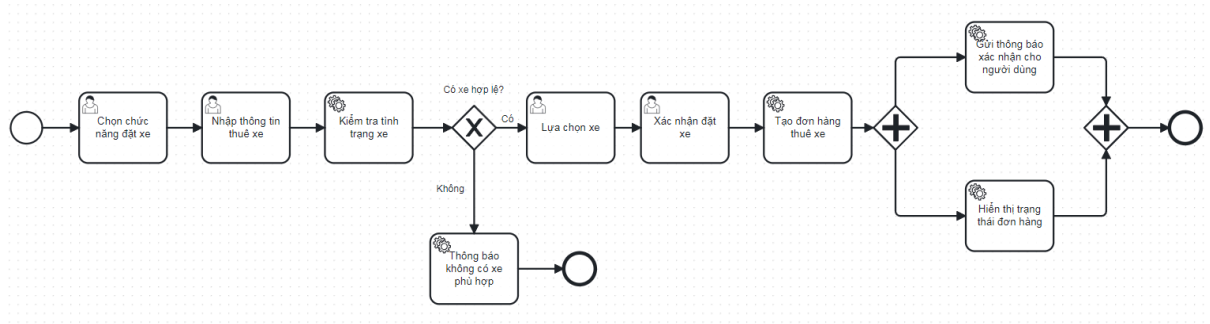 Chọn chức
năng đặt xe
Nhập thông tin
thuê xe
Kiểm tra tình
trạng xe
Có xe hợp lệ?
Có
Không
Lựa chọn xe
Xác nhận đặt
xe
Tạo đơn hàng
thuê xe
Gửi thông báo
xác nhận cho
người dùng
Hiển thị trạng
thái đơn hàng
Thông báo
không có xe
phù hợp